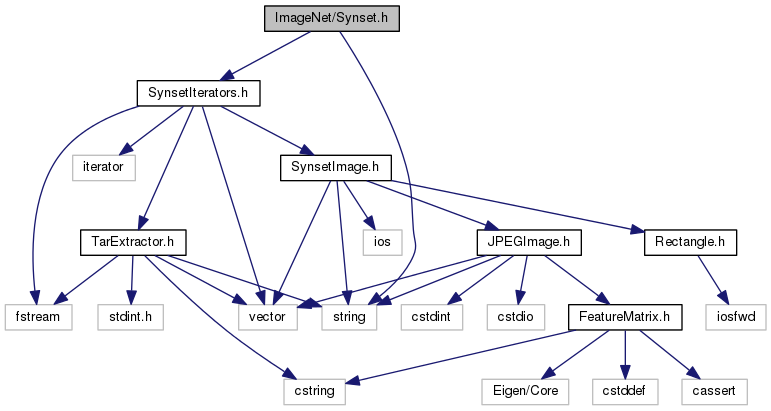 ImageNet/Synset.h
SynsetIterators.h
iterator
SynsetImage.h
TarExtractor.h
ios
JPEGImage.h
Rectangle.h
fstream
stdint.h
vector
string
cstdint
cstdio
FeatureMatrix.h
iosfwd
cstring
Eigen/Core
cstddef
cassert